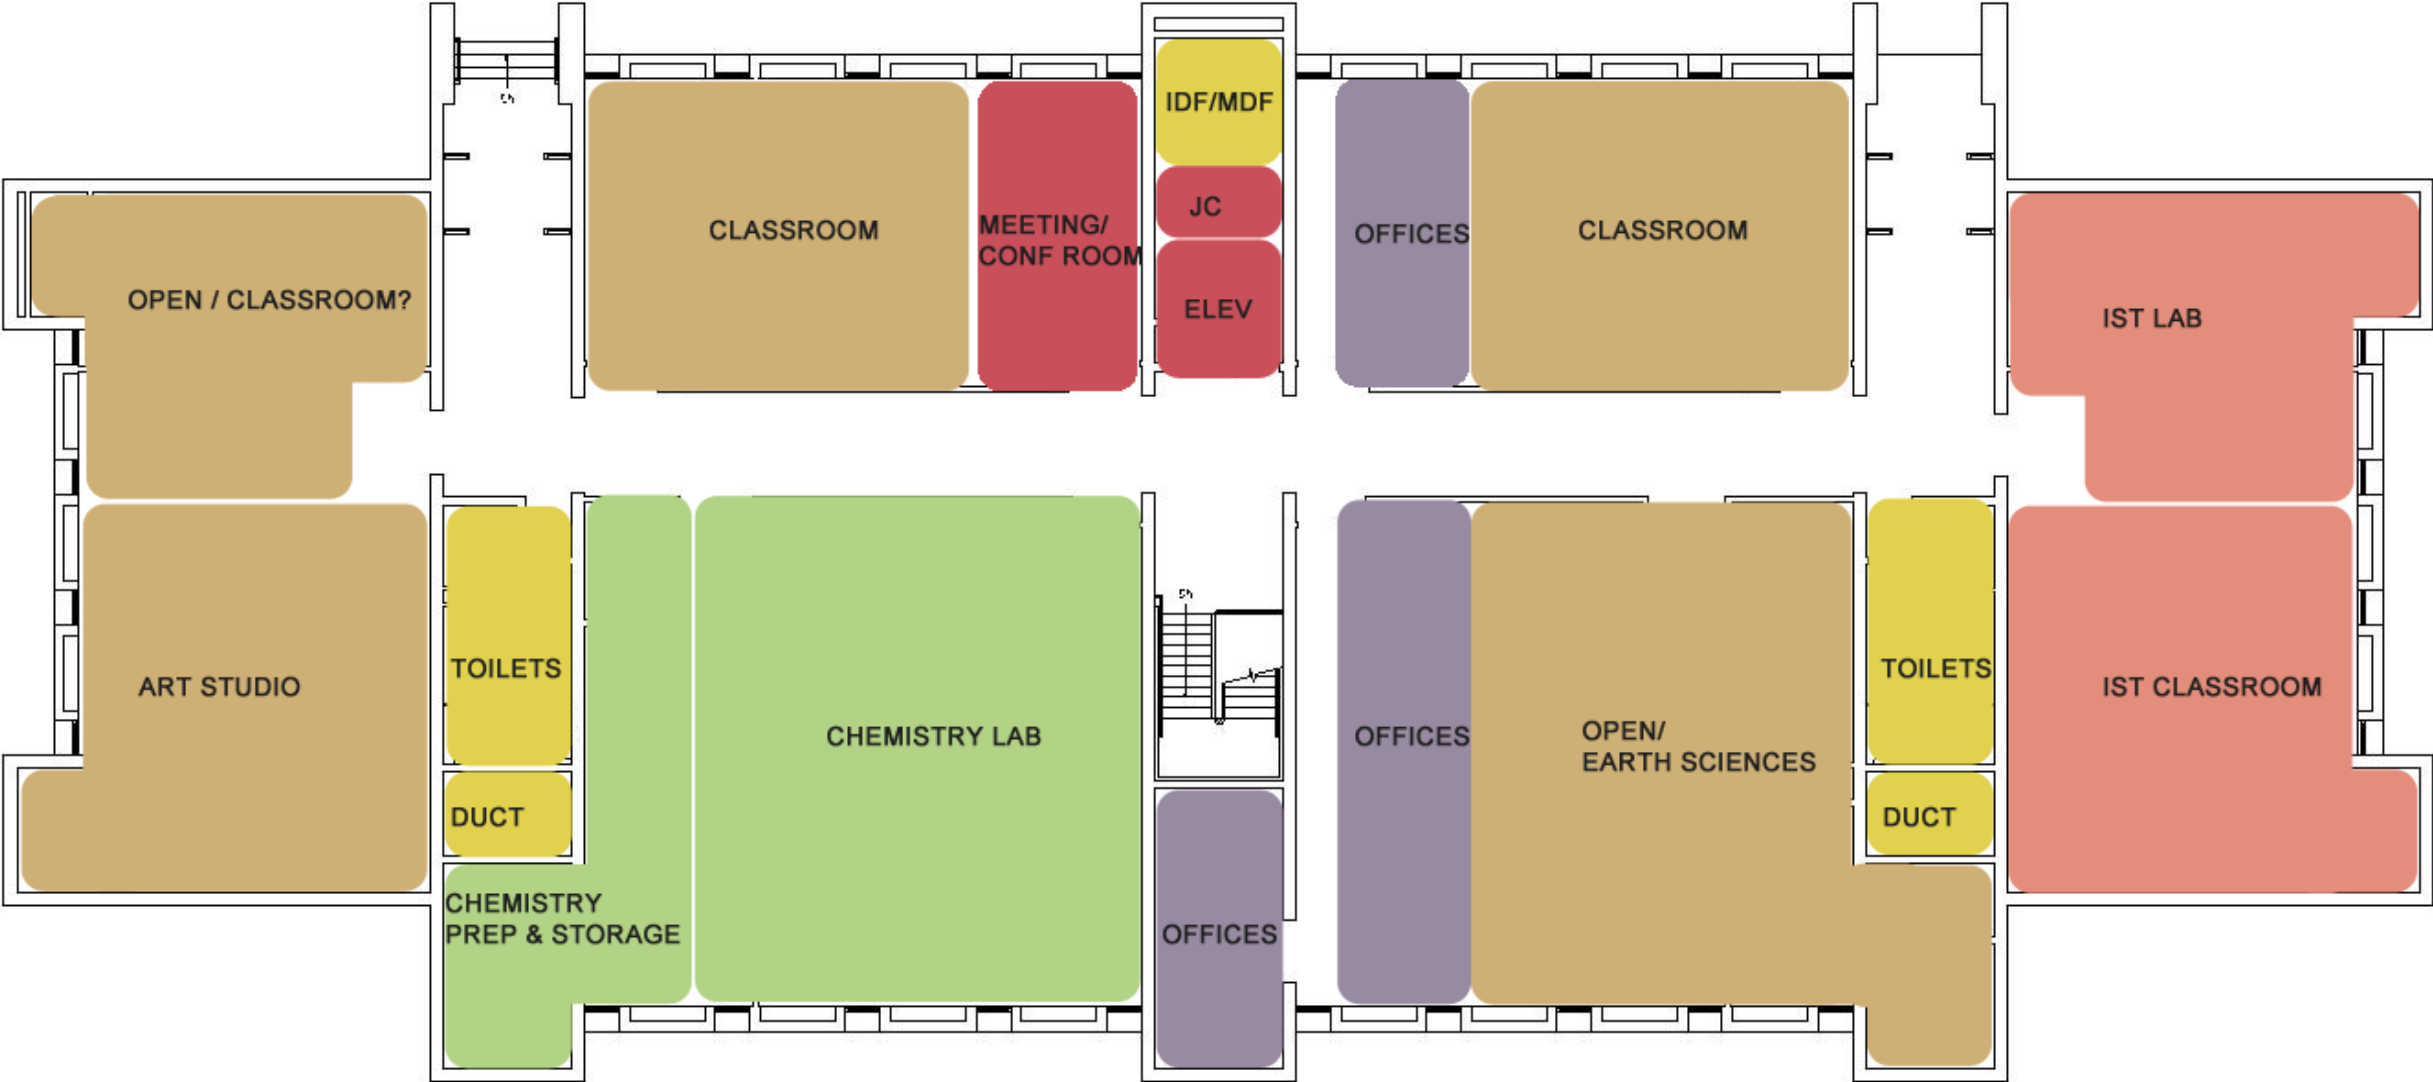 IDF/MDF
JC
ELEV
CLASSROOM
MEETING/
CONF ROOM
OFFICES
CLASSROOM
OPEN / CLASSROOM?
IST LAB
ART STUDIO
TOILETS
DUCT
CHEMISTRY
PREP & STORAGE
CHEMISTRY LAB
OFFICES
OFFICES
OPEN/
EARTH SCIENCES
TOILETS
DUCT
IST CLASSROOM